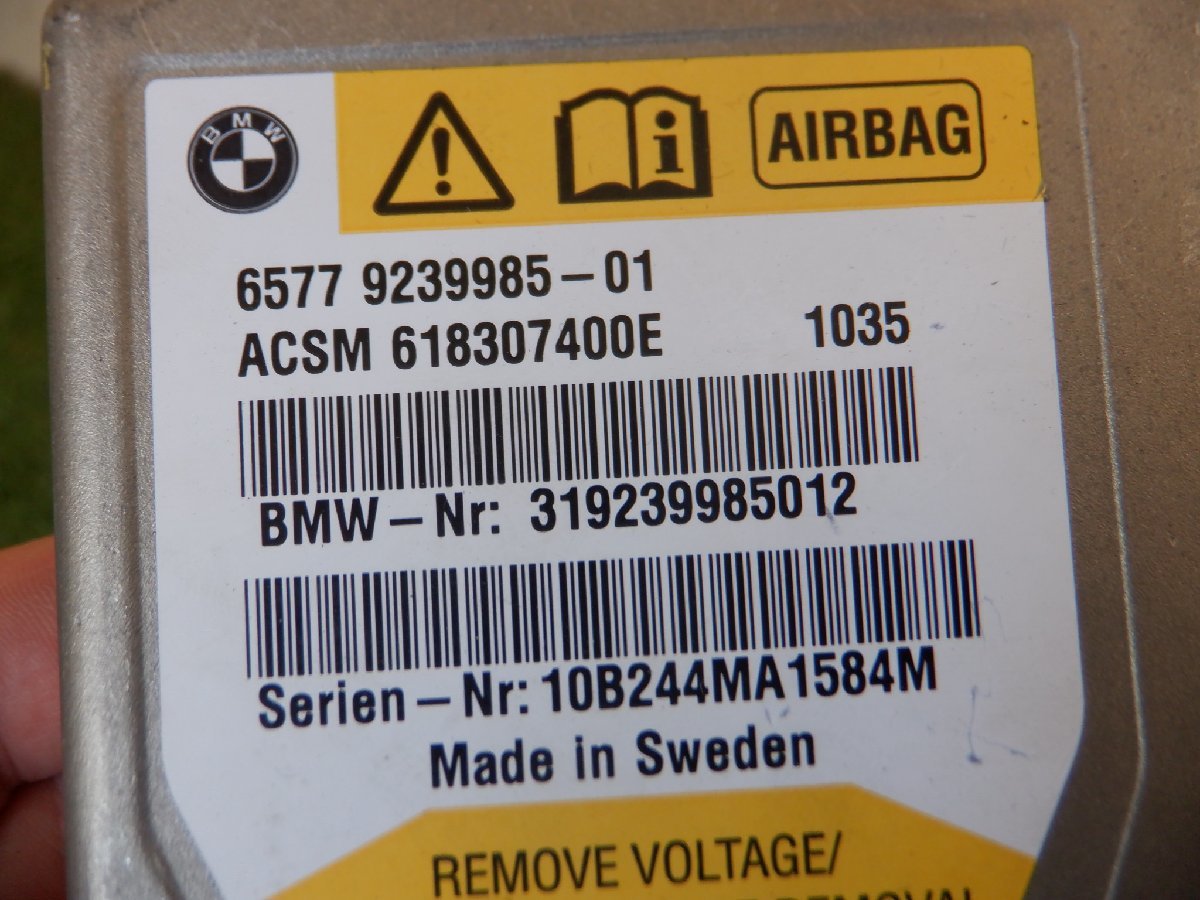 BMW
AIRBAG
6577 9239985-01
ACSM 618307400E 1035
BMW-Nr: 319239985012
Serien-Nr: 10B244MA1584M
Made in Sweden
REMOVE VOLTAGE/
REMOVAL